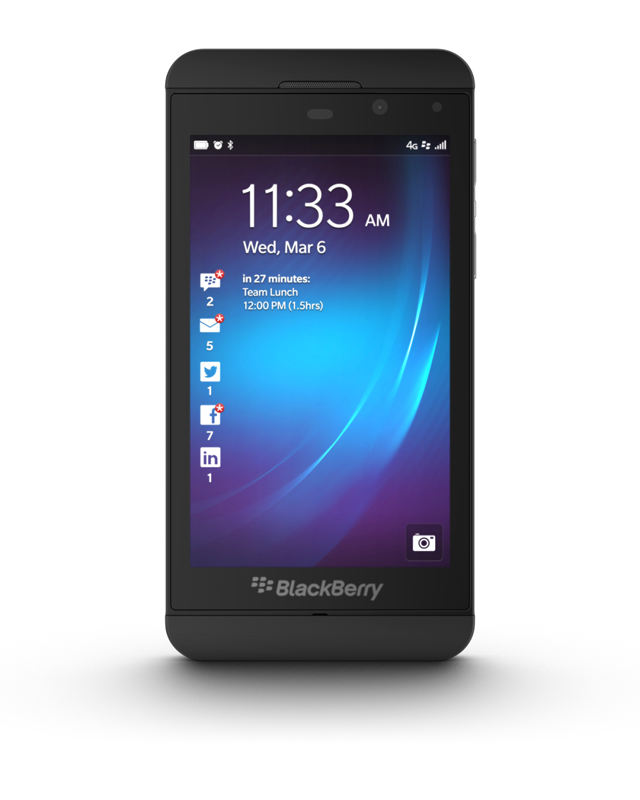 4G
11:33 AM
Wed, Mar 6
in 27 minutes:
Team Lunch
12:00 PM (1.5hrs)
2
5
1
f
7
in
1
BlackBerry